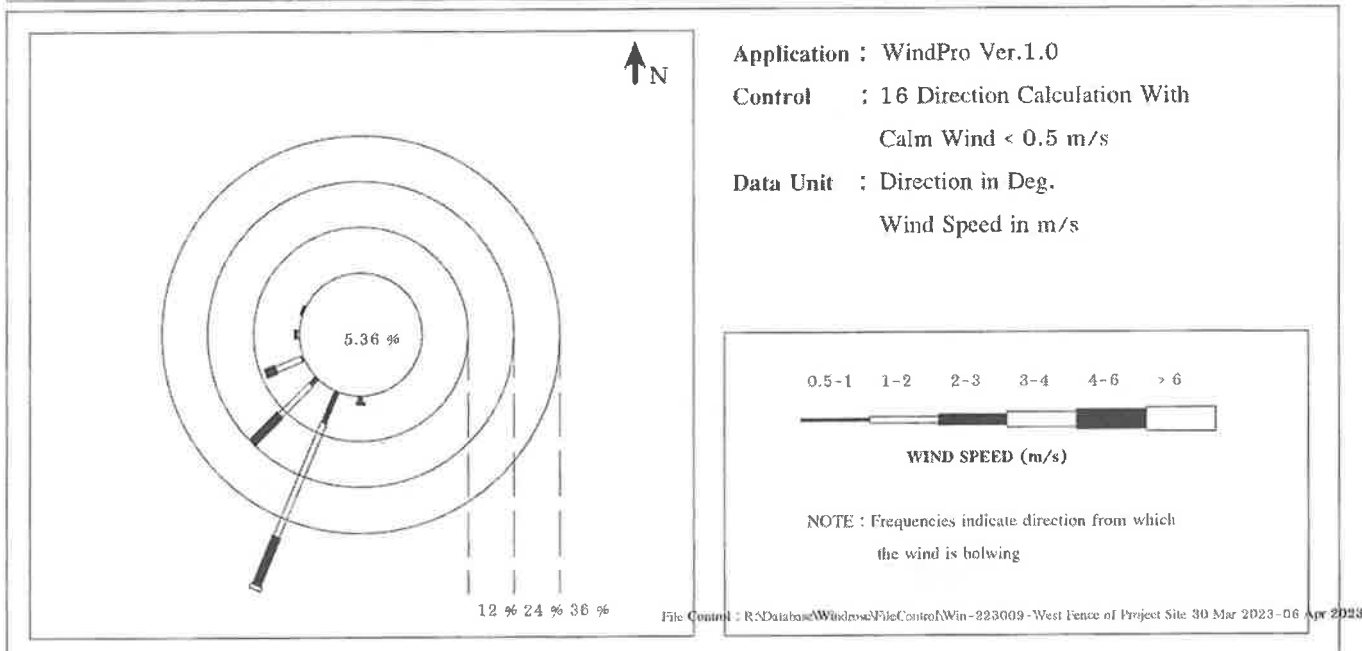 N
5.36 %
12 % 24 % 36 %
Application : WindPro Ver.1.0
Control : 16 Direction Calculation With
Calm Wind < 0.5 m/s
Data Unit : Direction in Deg.
Wind Speed in m/s
0.5-1 1-2 2-3 3-4 4-6 > 6
WIND SPEED (m/s)
NOTE : Frequencies indicate direction from which
the wind is bolwing
File Control : R:\Database\Windrose\FileControl\Win-223009-West Fence of Project Site 30 Mar 2023-06 Apr 2023